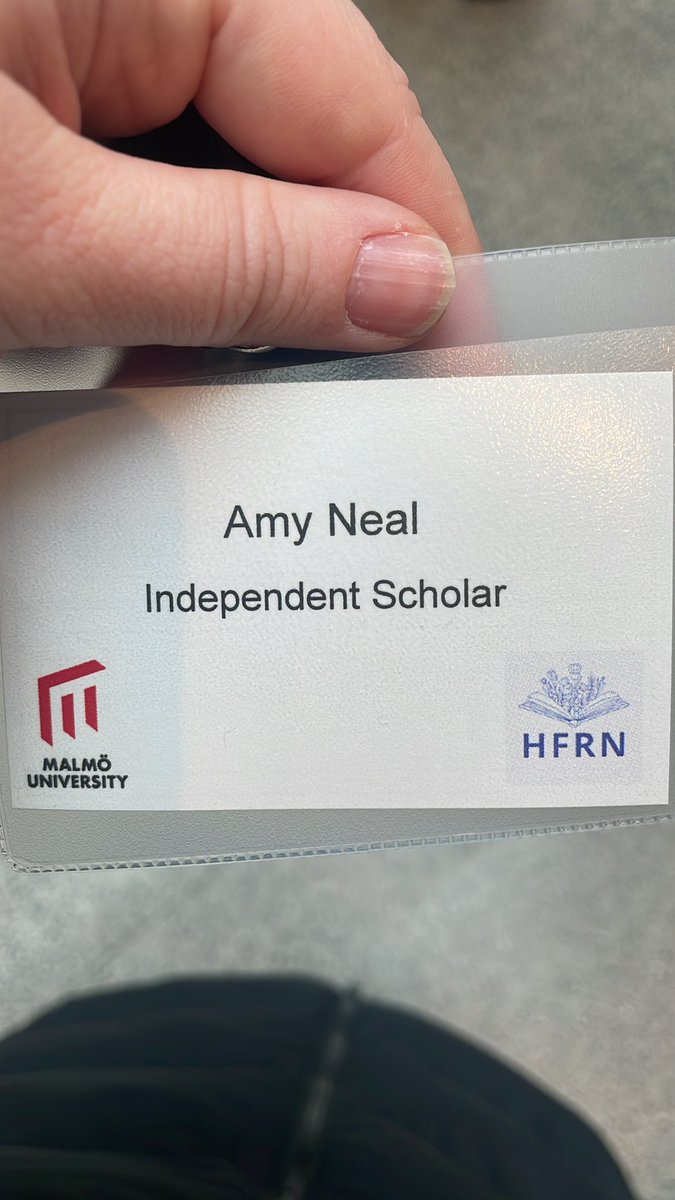 Amy Neal
Independent Scholar
MALMÖ
UNIVERSITY
HFRN